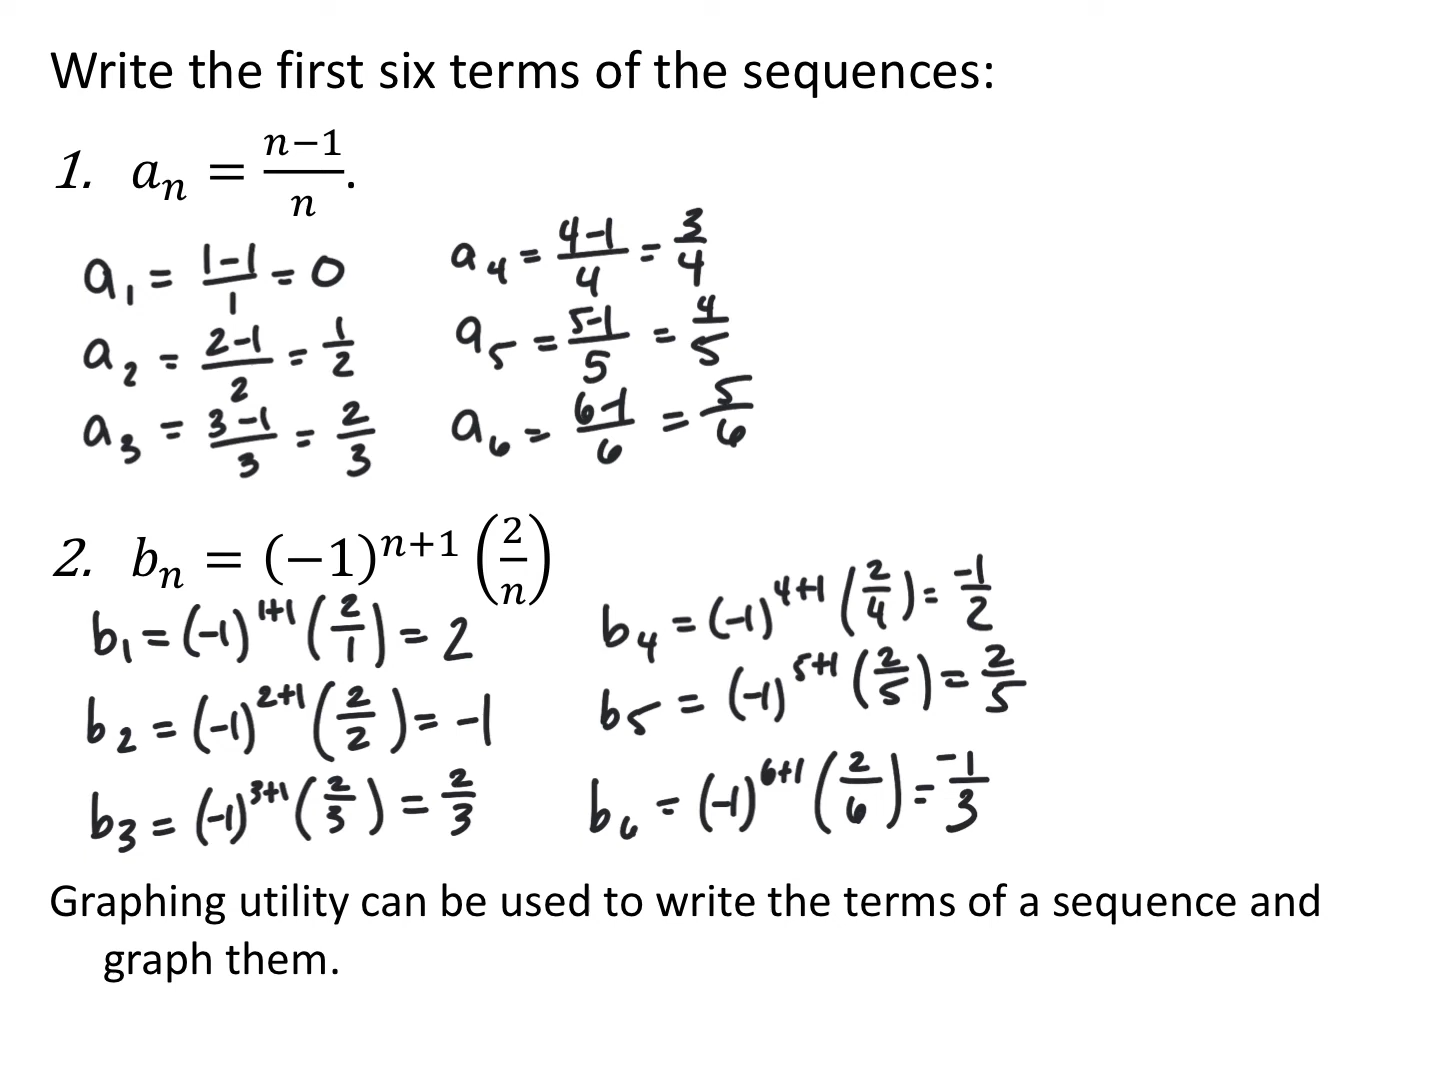 Write the first six terms of the sequences:
1. aₙ = (n−1)/n.
a₁ = (1-1)/1 = 0
a₂ = (2-1)/2 = 1/2
a₃ = (3-1)/3 = 2/3
a₄ = (4-1)/4 = 3/4
a₅ = (5-1)/5 = 4/5
a₆ = (6-1)/6 = 5/6
2. bₙ = (−1)ⁿ⁺¹ (2/n)
b₁ = (-1)¹⁺¹ (2/1) = 2
b₂ = (-1)²⁺¹ (2/2) = -1
b₃ = (-1)³⁺¹ (2/3) = 2/3
b₄ = (-1)⁴⁺¹ (2/4) = -1/2
b₅ = (-1)⁵⁺¹ (2/5) = 2/5
b₆ = (-1)⁶⁺¹ (2/6) = -1/3
Graphing utility can be used to write the terms of a sequence and
graph them.